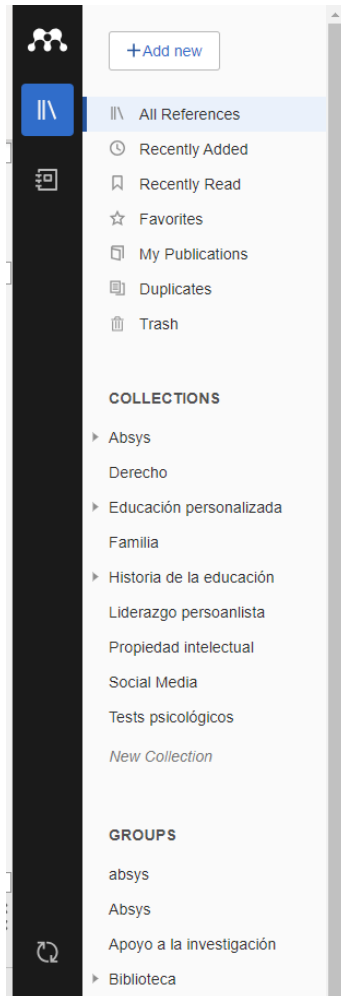 +Add new
All References
Recently Added
Recently Read
Favorites
My Publications
Duplicates
Trash
COLLECTIONS
Absys
Derecho
Educación personalizada
Familia
Historia de la educación
Liderazgo persoanlista
Propiedad intelectual
Social Media
Tests psicológicos
New Collection
GROUPS
absys
Absys
Apoyo a la investigación
Biblioteca